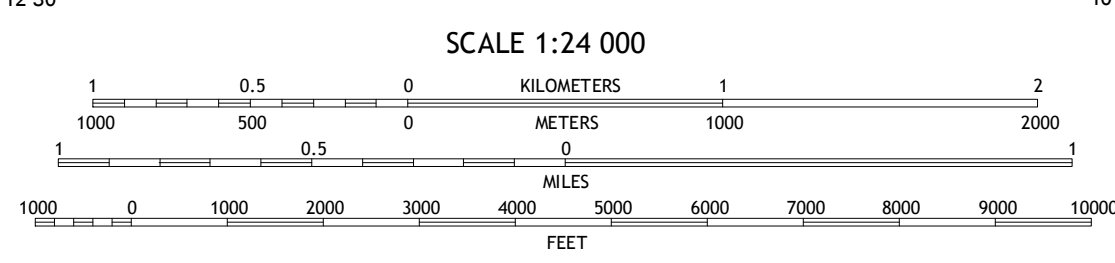 SCALE 1:24 000
1 0.5 0 KILOMETERS 1 2
1000 500 0 METERS 1000 2000
1 0.5 0 1
MILES
1000 0 1000 2000 3000 4000 5000 6000 7000 8000 9000 10000
FEET